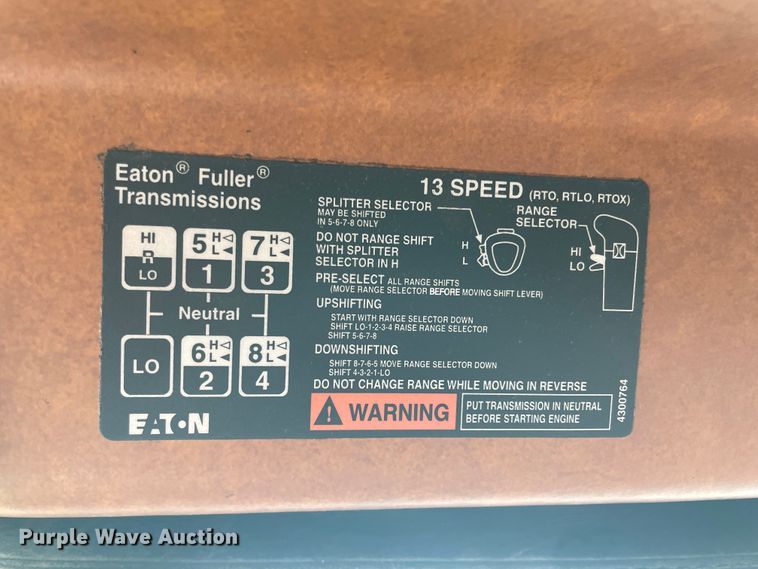 Eaton® Fuller®
Transmissions
13 SPEED (RTO, RTLO, RTOX)
HI
R
LO
5 H
L
1
7 H
L
3
Neutral
LO
6 H
L
2
8 H
L
4
EATON
SPLITTER SELECTOR
MAY BE SHIFTED
IN 5-6-7-8 ONLY
H
L
RANGE
SELECTOR
HI
LO
DO NOT RANGE SHIFT
WITH SPLITTER
SELECTOR IN H
PRE-SELECT ALL RANGE SHIFTS
(MOVE RANGE SELECTOR BEFORE MOVING SHIFT LEVER)
UPSHIFTING
START WITH RANGE SELECTOR DOWN
SHIFT LO-1-2-3-4 RAISE RANGE SELECTOR
SHIFT 5-6-7-8
DOWNSHIFTING
SHIFT 8-7-6-5 MOVE RANGE SELECTOR DOWN
SHIFT 4-3-2-1-LO
DO NOT CHANGE RANGE WHILE MOVING IN REVERSE
! WARNING
PUT TRANSMISSION IN NEUTRAL
BEFORE STARTING ENGINE
4300764
Purple Wave Auction